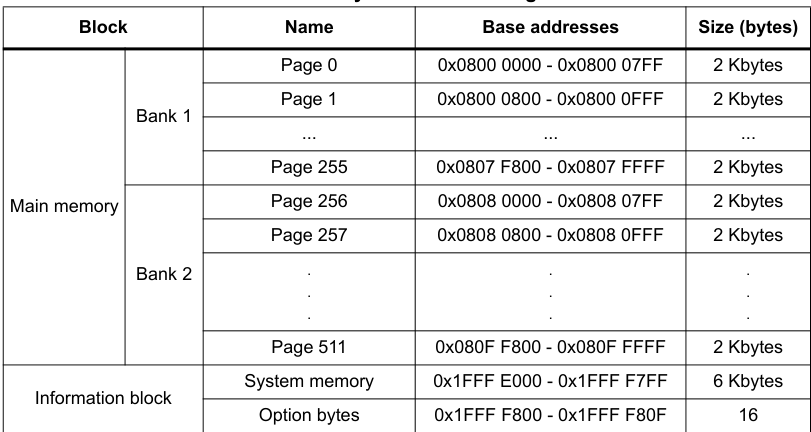 Block Name Base addresses Size (bytes)
Page 0 0x0800 0000 - 0x0800 07FF 2 Kbytes
Page 1 0x0800 0800 - 0x0800 0FFF 2 Kbytes
Bank 1
... ... ...
Page 255 0x0807 F800 - 0x0807 FFFF 2 Kbytes
Page 256 0x0808 0000 - 0x0808 07FF 2 Kbytes
Main memory
Page 257 0x0808 0800 - 0x0808 0FFF 2 Kbytes
. . .
Bank 2 . . .
. . .
Page 511 0x080F F800 - 0x080F FFFF 2 Kbytes
System memory 0x1FFF E000 - 0x1FFF F7FF 6 Kbytes
Information block
Option bytes 0x1FFF F800 - 0x1FFF F80F 16